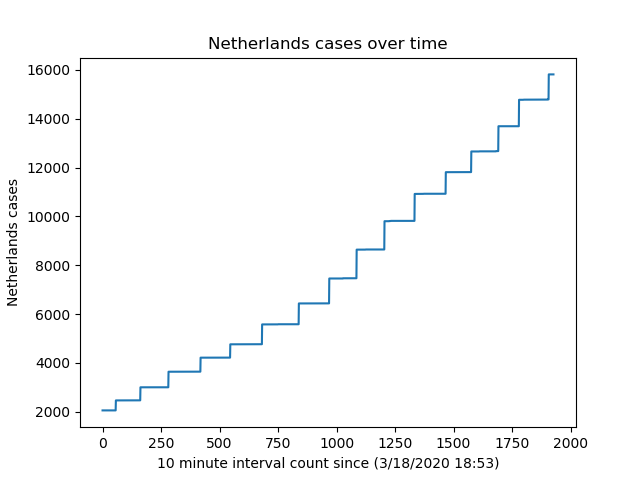 Netherlands cases over time
16000
14000
12000
10000
8000
6000
4000
2000
Netherlands cases
0 250 500 750 1000 1250 1500 1750 2000
10 minute interval count since (3/18/2020 18:53)